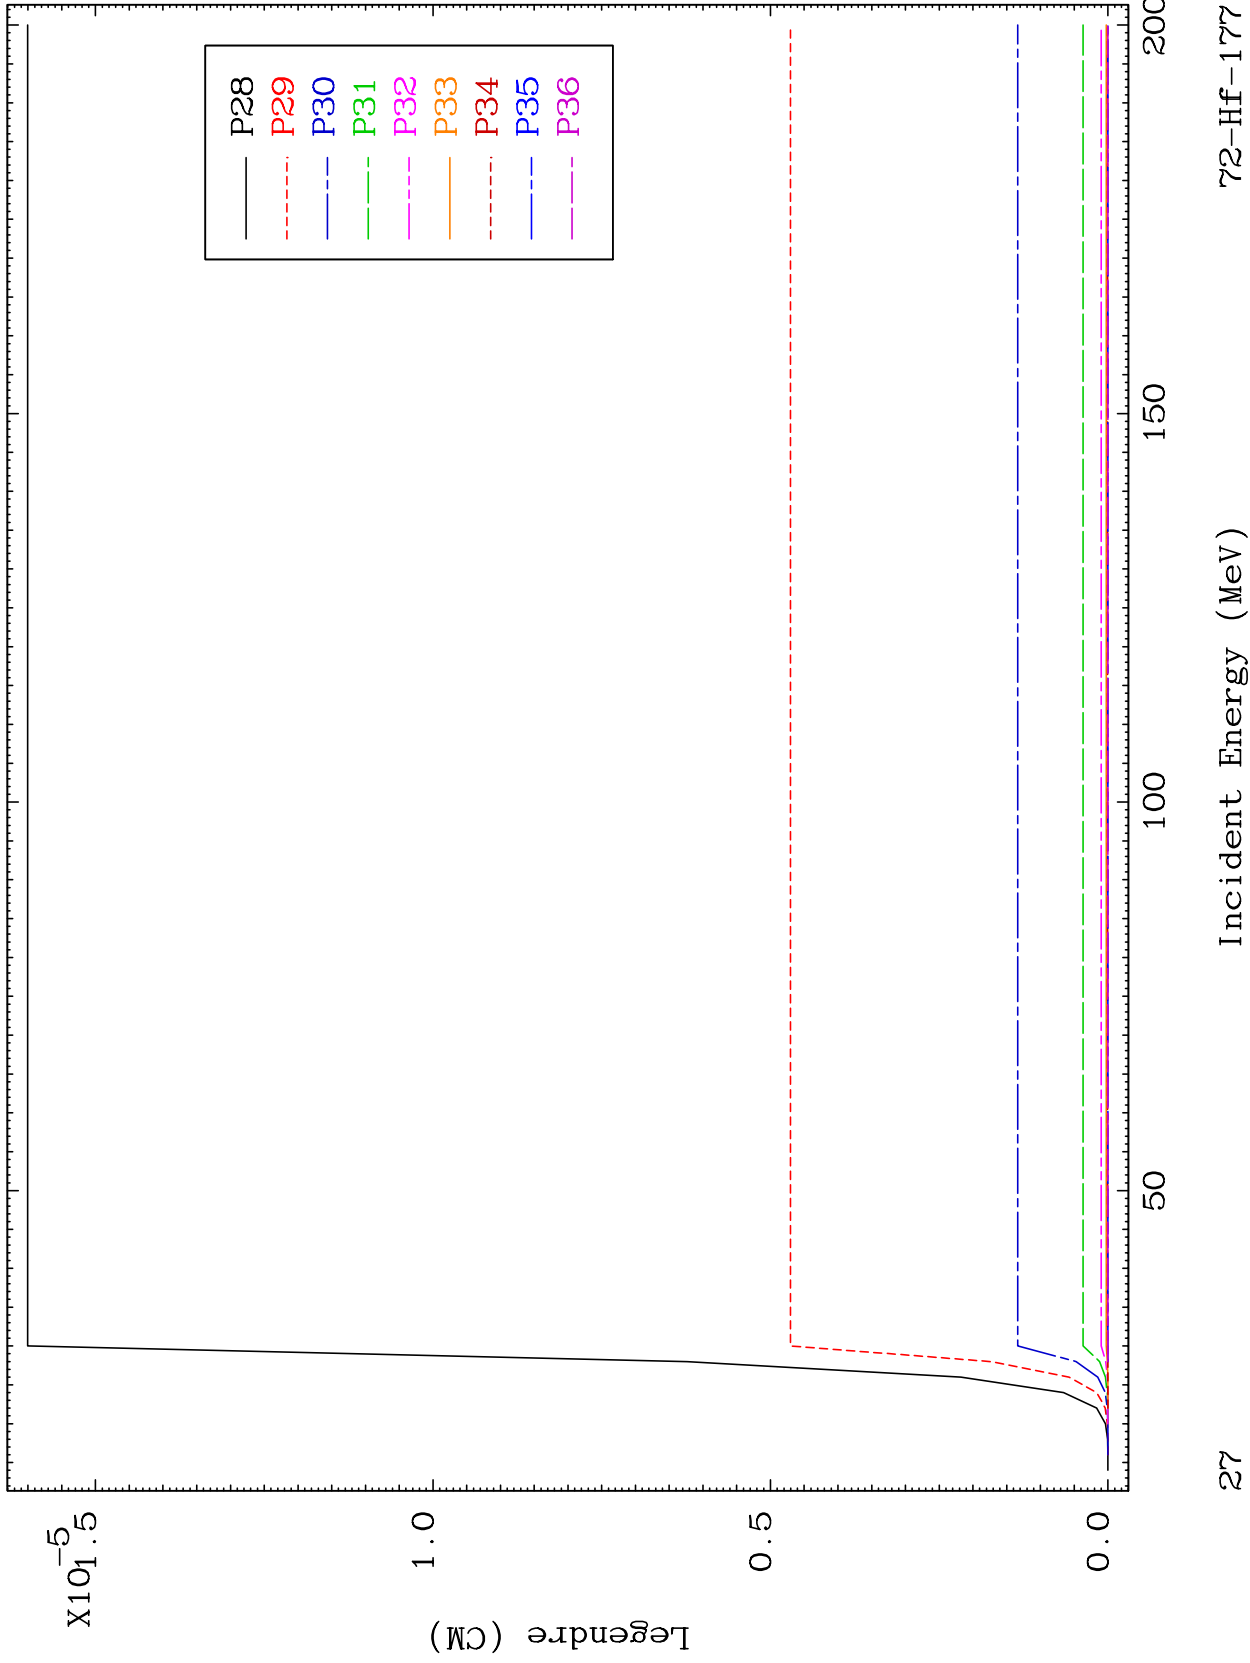 X10-5
1.5
1.0
0.5
0.0
Legendre (CM)
P28
P29
P30
P31
P32
P33
P34
P35
P36
50
100
150
200
Incident Energy (MeV)
27
72-Hf-177